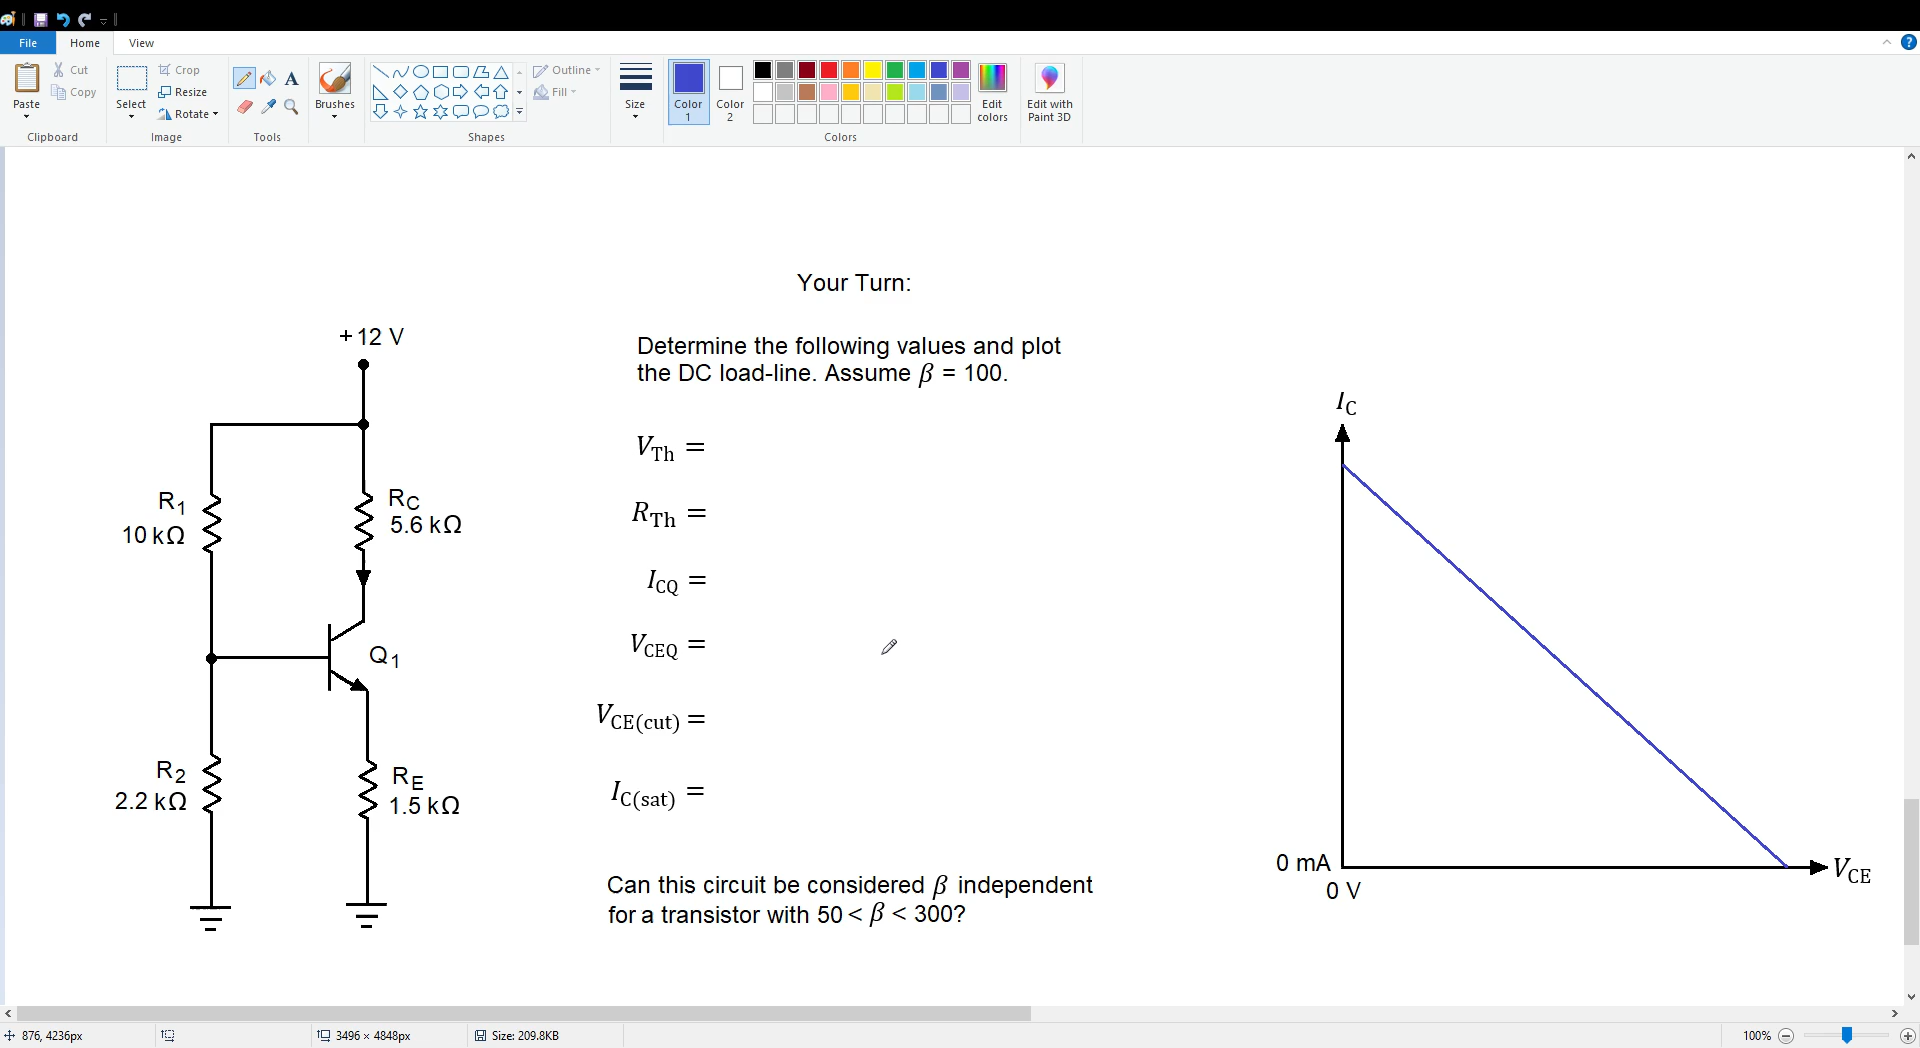 File
Home
View
Paste
Cut
Copy
Clipboard
Select
Crop
Resize
Rotate
Image
A
Tools
Brushes
Outline
Fill
Shapes
Size
Color 1
Color 2
Edit colors
Colors
Edit with Paint 3D
?
Your Turn:
Determine the following values and plot
the DC load-line. Assume β = 100.
+12 V
R1
10 kΩ
RC
5.6 kΩ
Q1
R2
2.2 kΩ
RE
1.5 kΩ
VTh =
RTh =
ICQ =
VCEQ =
VCE(cut) =
IC(sat) =
Can this circuit be considered β independent
for a transistor with 50 < β < 300?
IC
0 mA
0 V
VCE
876, 4236px
3496 × 4848px
Size: 209.8KB
100%